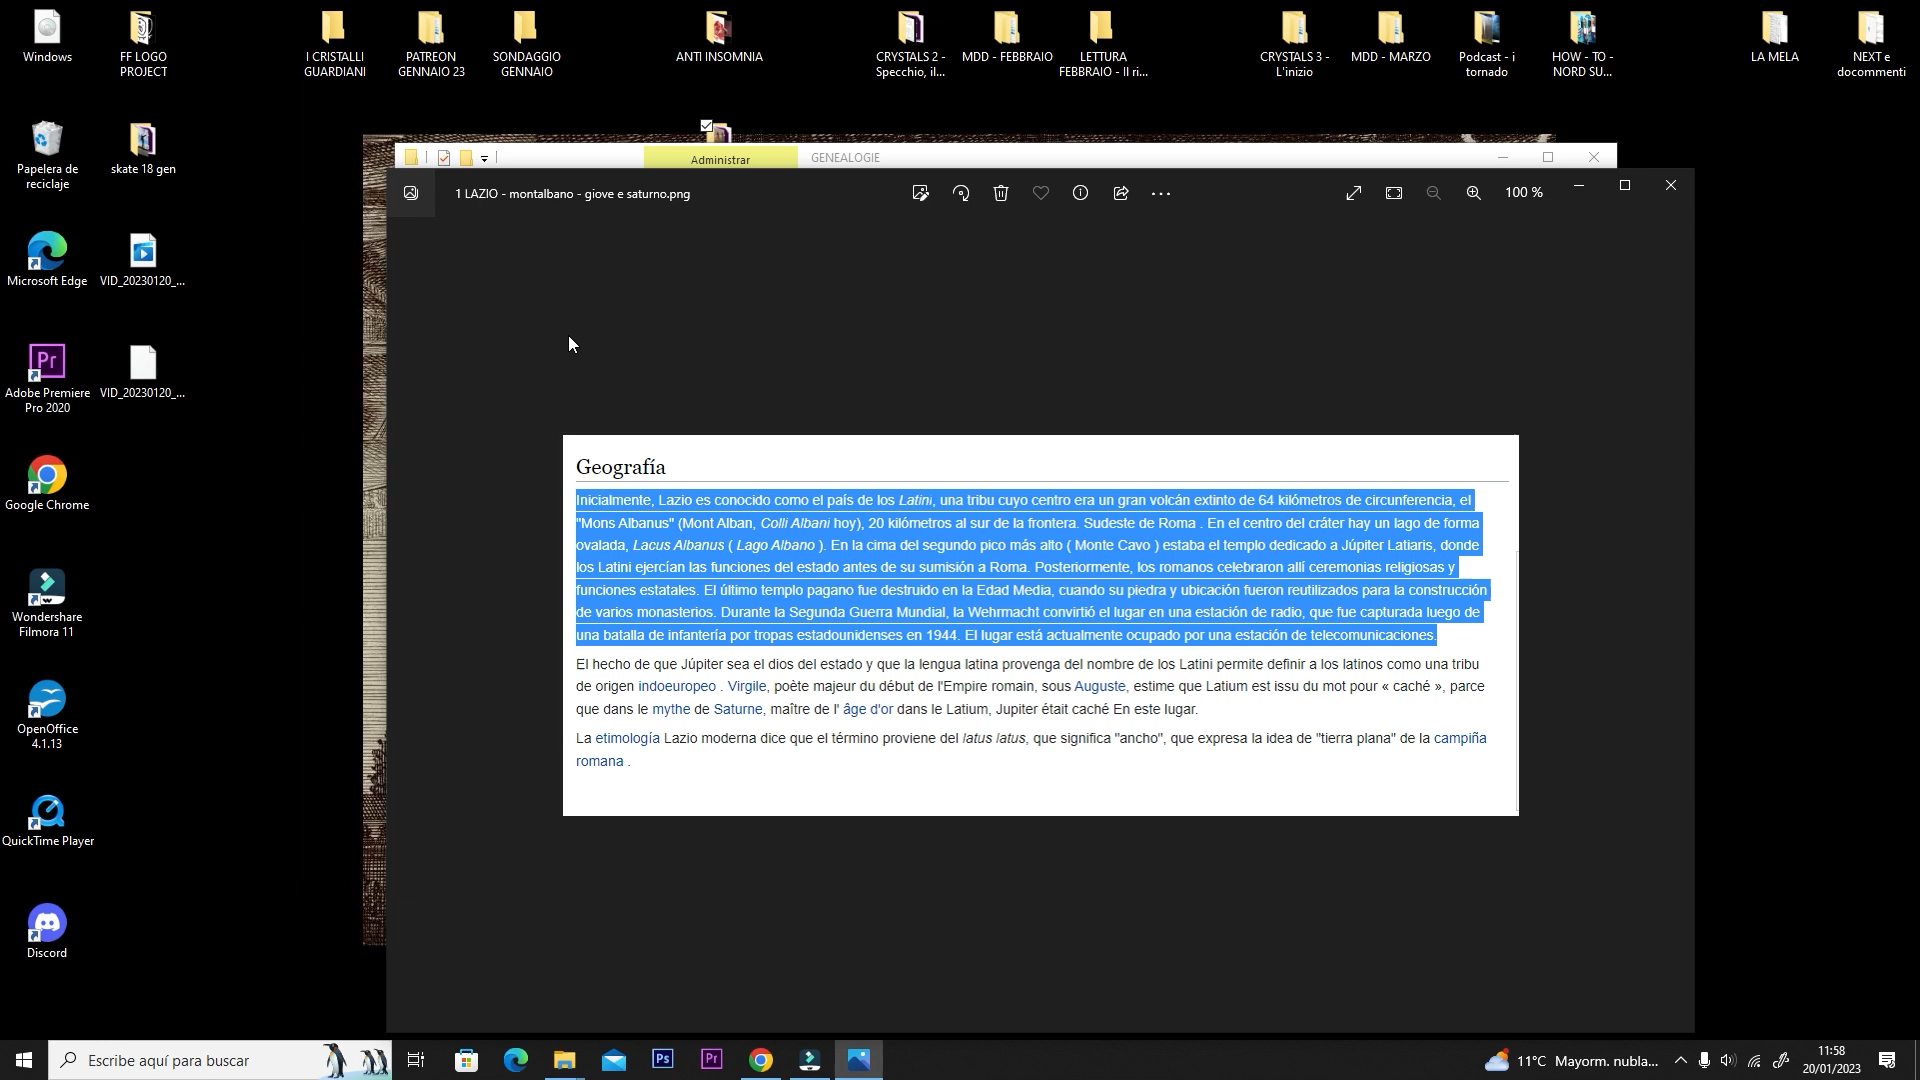 Windows
FF LOGO
PROJECT
I CRISTALLI
GUARDIANI
PATREON
GENNAIO 23
SONDAGGIO
GENNAIO
ANTI INSOMNIA
CRYSTALS 2 -
Specchio, il...
MDD - FEBBRAIO
LETTURA
FEBBRAIO - Il ri...
CRYSTALS 3 -
L'inizio
MDD - MARZO
Podcast - i
tornado
HOW - TO -
NORD SU...
LA MELA
NEXT e
docommenti
Papelera de
reciclaje
skate 18 gen
Microsoft Edge
VID_20230120_...
Adobe Premiere
Pro 2020
VID_20230120_...
Google Chrome
Wondershare
Filmora 11
OpenOffice
4.1.13
QuickTime Player
Discord
Administrar
GENEALOGIE
1 LAZIO - montalbano - giove e saturno.png
100 %
Geografía
Inicialmente, Lazio es conocido como el país de los Latini, una tribu cuyo centro era un gran volcán extinto de 64 kilómetros de circunferencia, el
"Mons Albanus" (Mont Alban, Colli Albani hoy), 20 kilómetros al sur de la frontera. Sudeste de Roma . En el centro del cráter hay un lago de forma
ovalada, Lacus Albanus ( Lago Albano ). En la cima del segundo pico más alto ( Monte Cavo ) estaba el templo dedicado a Júpiter Latiaris, donde
los Latini ejercían las funciones del estado antes de su sumisión a Roma. Posteriormente, los romanos celebraron allí ceremonias religiosas y
funciones estatales. El último templo pagano fue destruido en la Edad Media, cuando su piedra y ubicación fueron reutilizados para la construcción
de varios monasterios. Durante la Segunda Guerra Mundial, la Wehrmacht convirtió el lugar en una estación de radio, que fue capturada luego de
una batalla de infantería por tropas estadounidenses en 1944. El lugar está actualmente ocupado por una estación de telecomunicaciones.
El hecho de que Júpiter sea el dios del estado y que la lengua latina provenga del nombre de los Latini permite definir a los latinos como una tribu
de origen indoeuropeo . Virgile, poète majeur du début de l'Empire romain, sous Auguste, estime que Latium est issu du mot pour « caché », parce
que dans le mythe de Saturne, maître de l' âge d'or dans le Latium, Jupiter était caché En este lugar.
La etimología Lazio moderna dice que el término proviene del latus latus, que significa "ancho", que expresa la idea de "tierra plana" de la campiña
romana .
Escribe aquí para buscar
Ps
Pr
11°C Mayorm. nubla...
11:58
20/01/2023